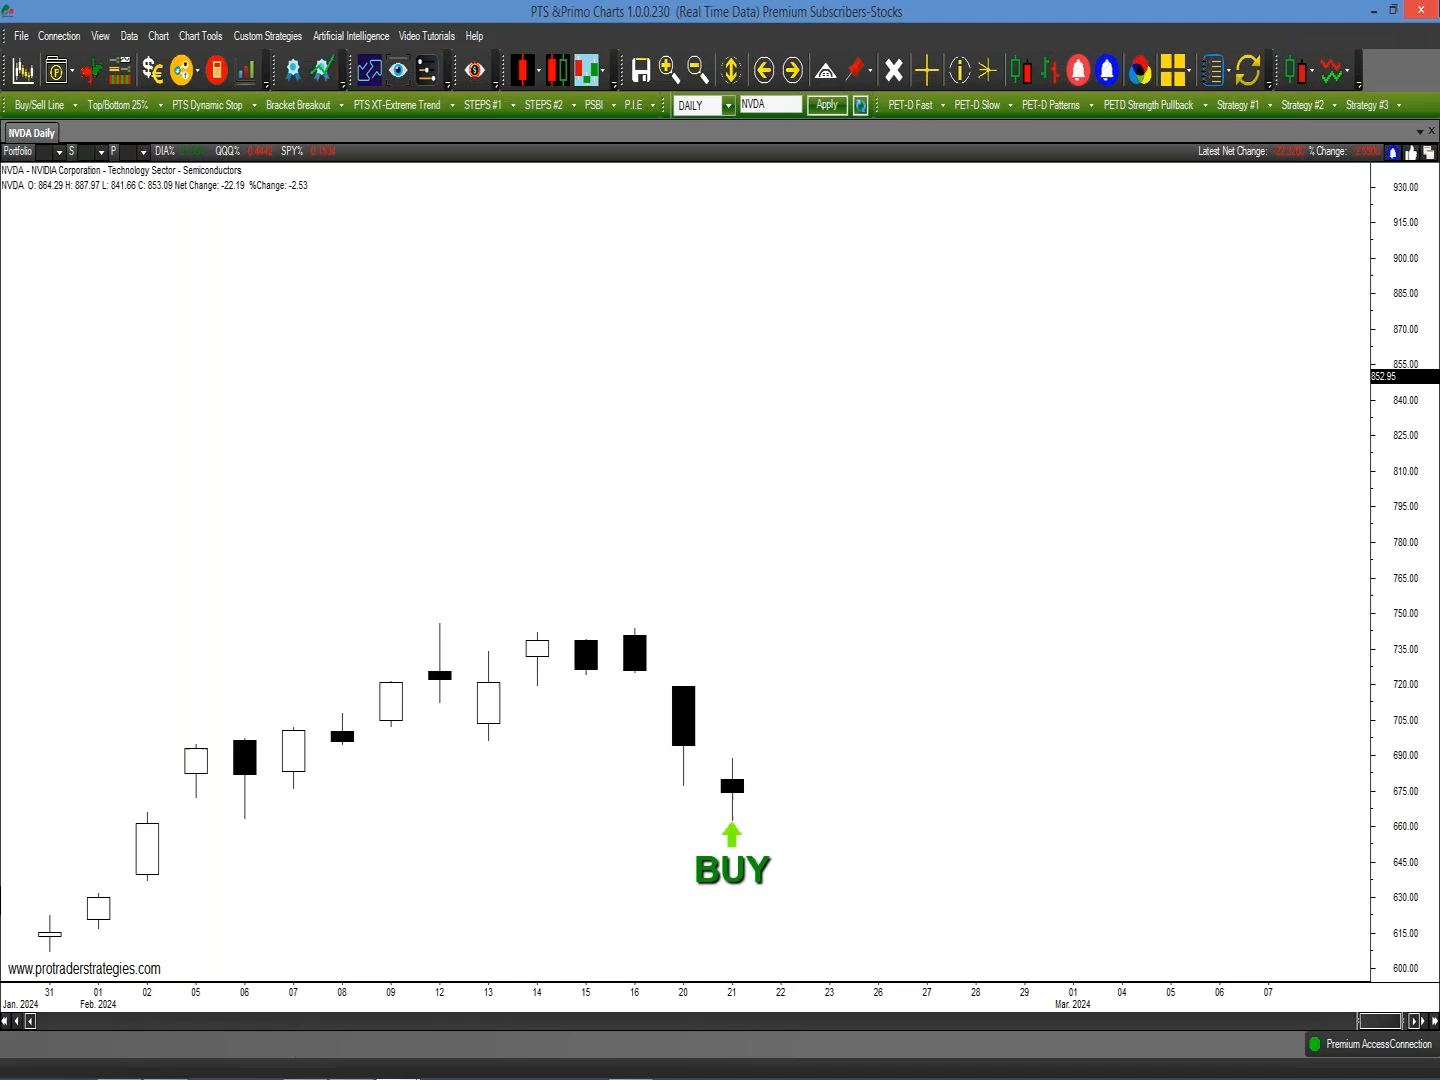 PTS &Primo Charts 1.0.0.230 (Real Time Data) Premium Subscribers-Stocks
File Connection View Data Chart Chart Tools Custom Strategies Artificial Intelligence Video Tutorials Help
Buy/Sell Line Top/Bottom 25% PTS Dynamic Stop Bracket Breakout PTS XT-Extreme Trend STEPS #1 STEPS #2 PSBI P.I.E DAILY NVDA Apply PET-D Fast PET-D Slow PET-D Patterns PETD Strength Pullback Strategy #1 Strategy #2 Strategy #3
NVDA Daily
Portfolio S P DIA% QQQ% SPY% Latest Net Change: % Change:
NVDA - NVIDIA Corporation - Technology Sector - Semiconductors
NVDA O: 864.29 H: 887.97 L: 841.66 C: 853.09 Net Change: -22.19 %Change: -2.53
930.00
915.00
900.00
885.00
870.00
855.00
852.95
840.00
825.00
810.00
795.00
780.00
765.00
750.00
735.00
720.00
705.00
690.00
675.00
660.00
645.00
630.00
615.00
600.00
BUY
www.protraderstrategies.com
31 01 02 05 06 07 08 09 12 13 14 15 16 20 21 22 23 26 27 28 29 01 04 05 06 07
Jan. 2024 Feb. 2024 Mar. 2024
Premium AccessConnection